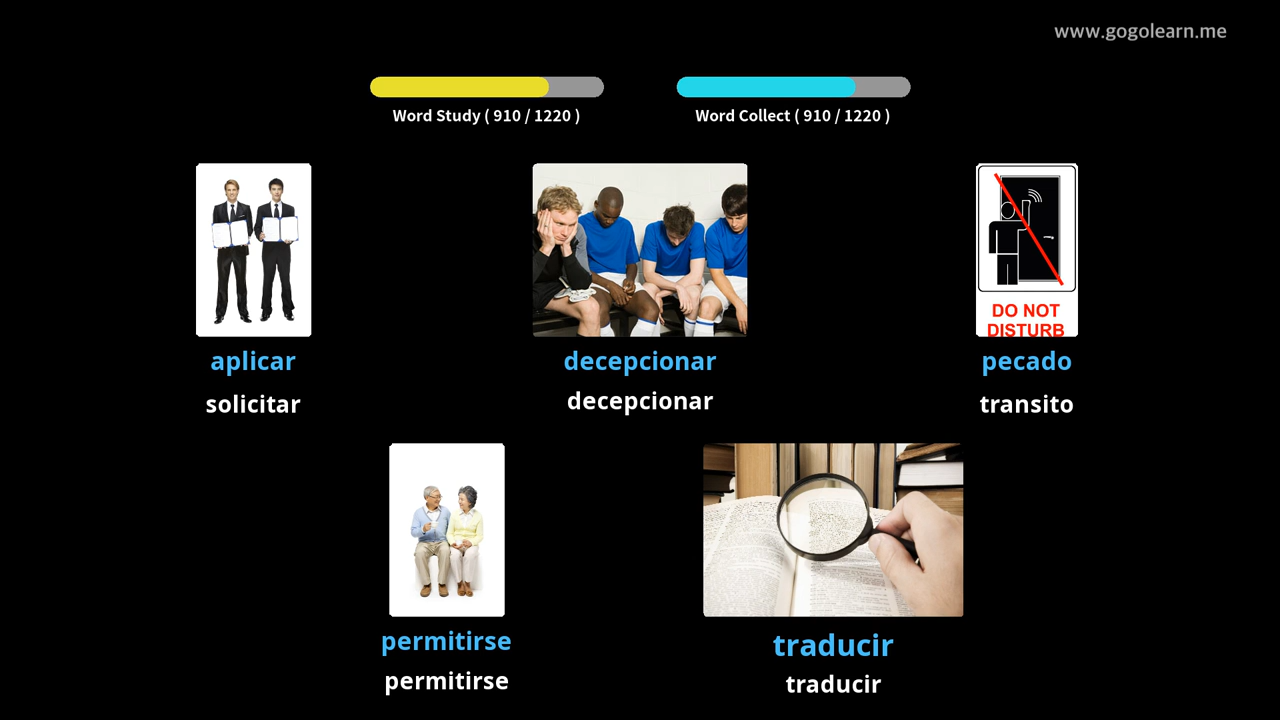 www.gogolearn.me
Word Study ( 910 / 1220 )
Word Collect ( 910 / 1220 )
DO NOT
DISTURB
aplicar
decepcionar
pecado
solicitar
decepcionar
transito
permitirse
traducir
permitirse
traducir